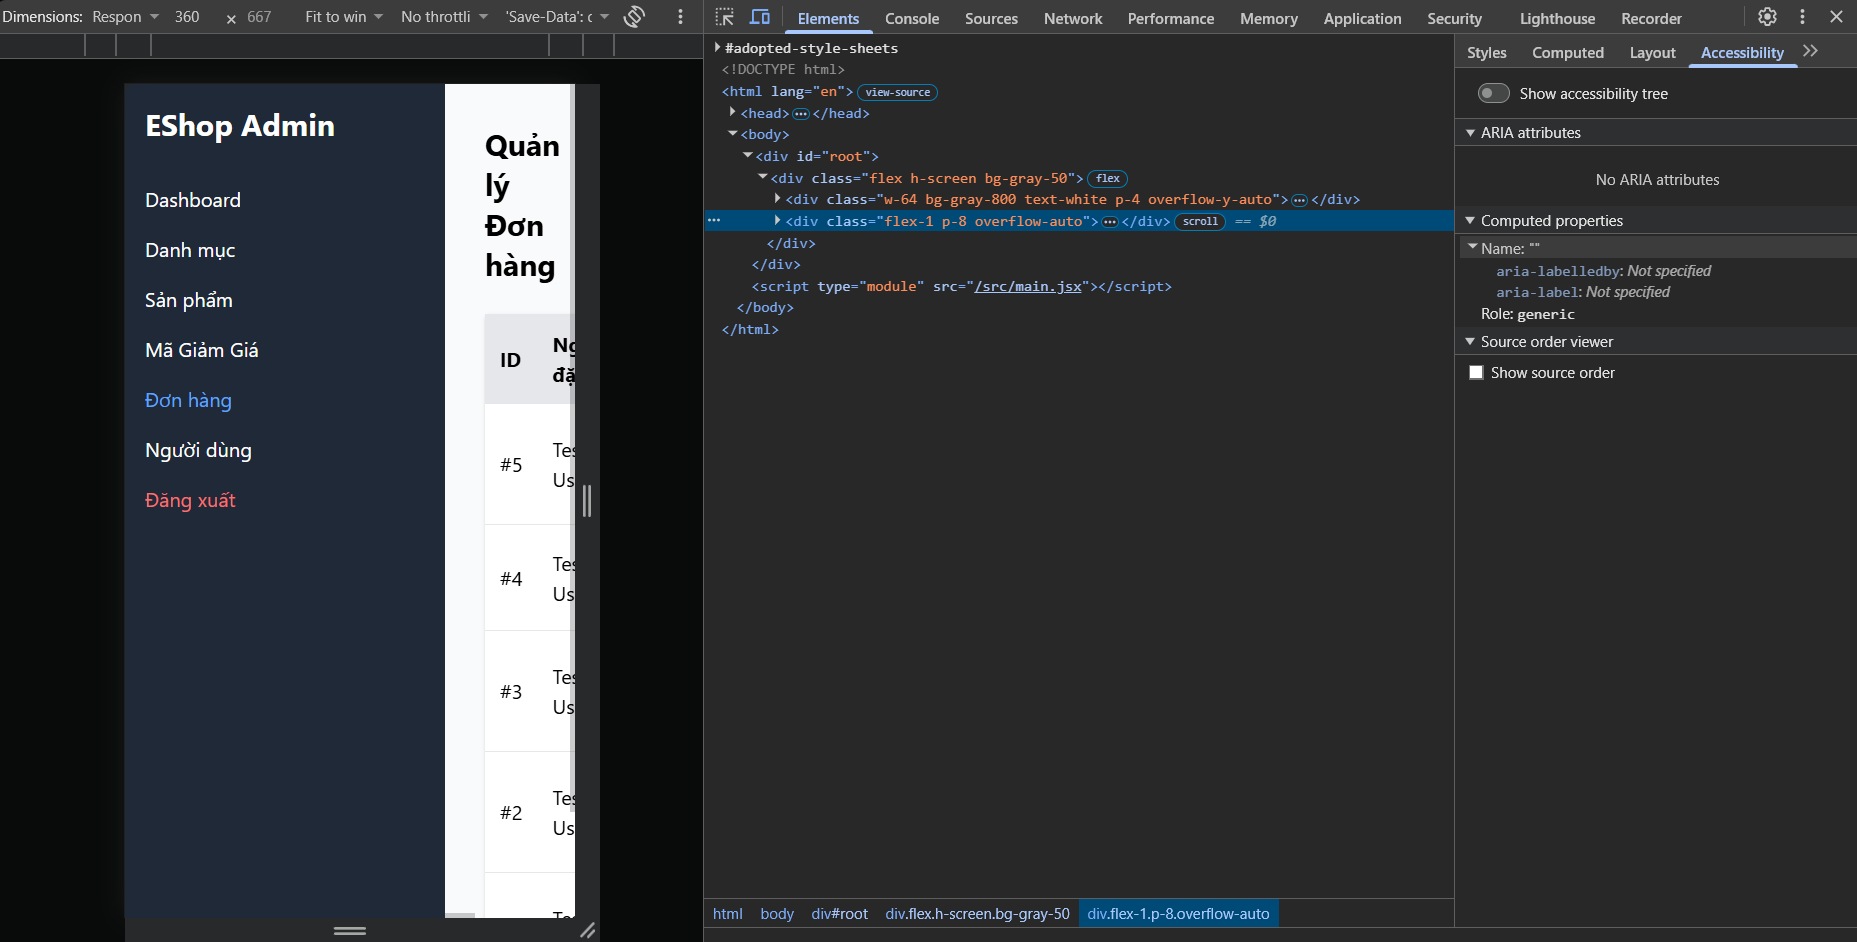 Dimensions: Respon 360 × 667 Fit to win No throttli 'Save-Data': c
EShop Admin
Dashboard
Danh mục
Sản phẩm
Mã Giảm Giá
Đơn hàng
Người dùng
Đăng xuất
Quản
lý
Đơn
hàng
ID
#5
Us
#4
Us
#3
Us
#2
Us
Elements Console Sources Network Performance Memory Application Security Lighthouse Recorder
#adopted-style-sheets
<!DOCTYPE html>
<html lang="en"> view-source
<head>⋯</head>
<body>
<div id="root">
<div class="flex h-screen bg-gray-50"> flex
<div class="w-64 bg-gray-800 text-white p-4 overflow-y-auto">⋯</div>
⋯ <div class="flex-1 p-8 overflow-auto">⋯</div> scroll == $0
</div>
</div>
<script type="module" src="/src/main.jsx"></script>
</body>
</html>
html body div#root div.flex.h-screen.bg-gray-50 div.flex-1.p-8.overflow-auto
Styles Computed Layout Accessibility
Show accessibility tree
ARIA attributes
No ARIA attributes
Computed properties
Name: ""
aria-labelledby: Not specified
aria-label: Not specified
Role: generic
Source order viewer
Show source order